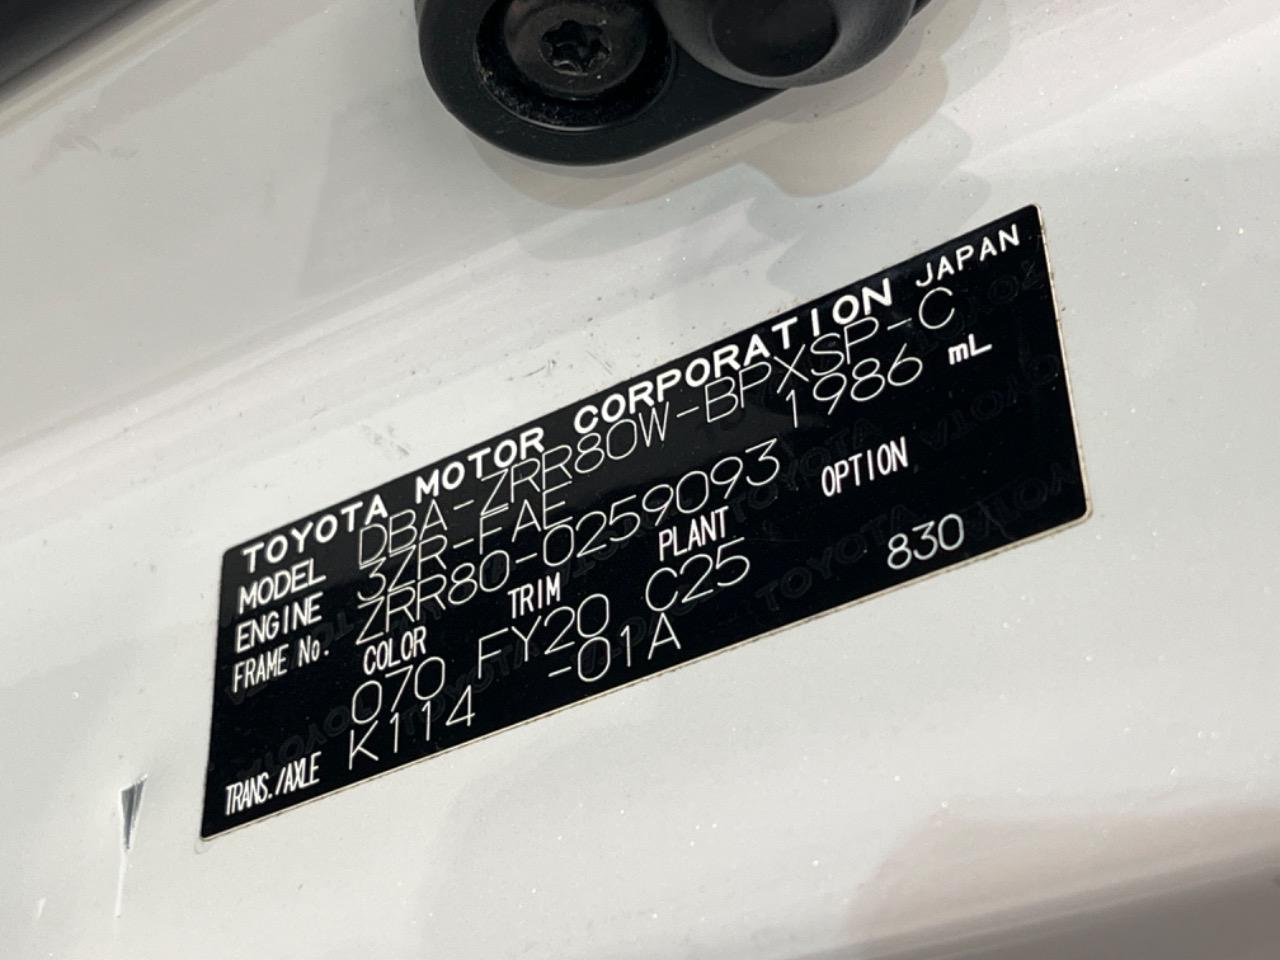 TOYOTA MOTOR CORPORATION JAPAN
MODEL DBA-ZRR80W-BPXSP-C
ENGINE 3ZR-FAE 1986 mL
FRAME No. ZRR80-0259093
COLOR TRIM PLANT OPTION
070 FY20 C25 830
TRANS./AXLE K114 -01A